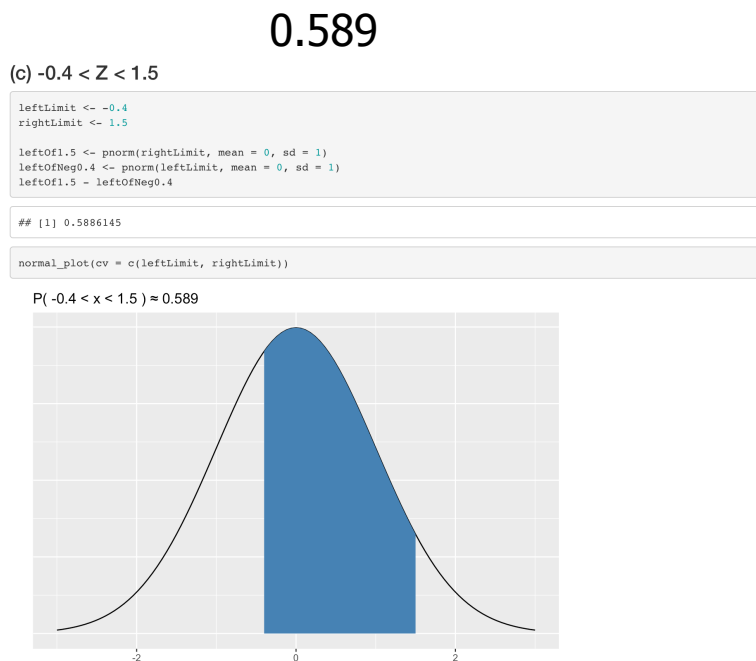 0.589
(c) -0.4 < Z < 1.5
leftLimit <- -0.4
rightLimit <- 1.5
leftOf1.5 <- pnorm(rightLimit, mean = 0, sd = 1)
leftOfNeg0.4 <- pnorm(leftLimit, mean = 0, sd = 1)
leftOf1.5 - leftOfNeg0.4
## [1] 0.5886145
normal_plot(cv = c(leftLimit, rightLimit))
P( -0.4 < x < 1.5 ) ≈ 0.589
-2 0 2